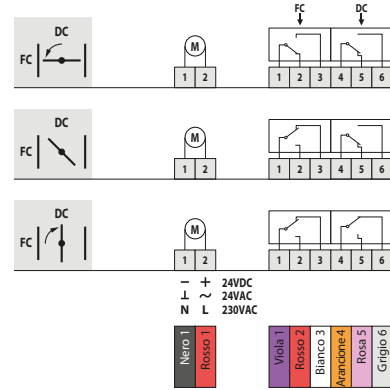 FC DC
DC
FC
M
1 2 1 2 3 4 5 6
DC
FC
M
1 2 1 2 3 4 5 6
DC
FC
M
1 2 1 2 3 4 5 6
− + 24VDC
⊥ ~ 24VAC
N L 230VAC
Nero 1
Rosso 1
Viola 1
Rosso 2
Bianco 3
Arancione 4
Rosa 5
Grigio 6